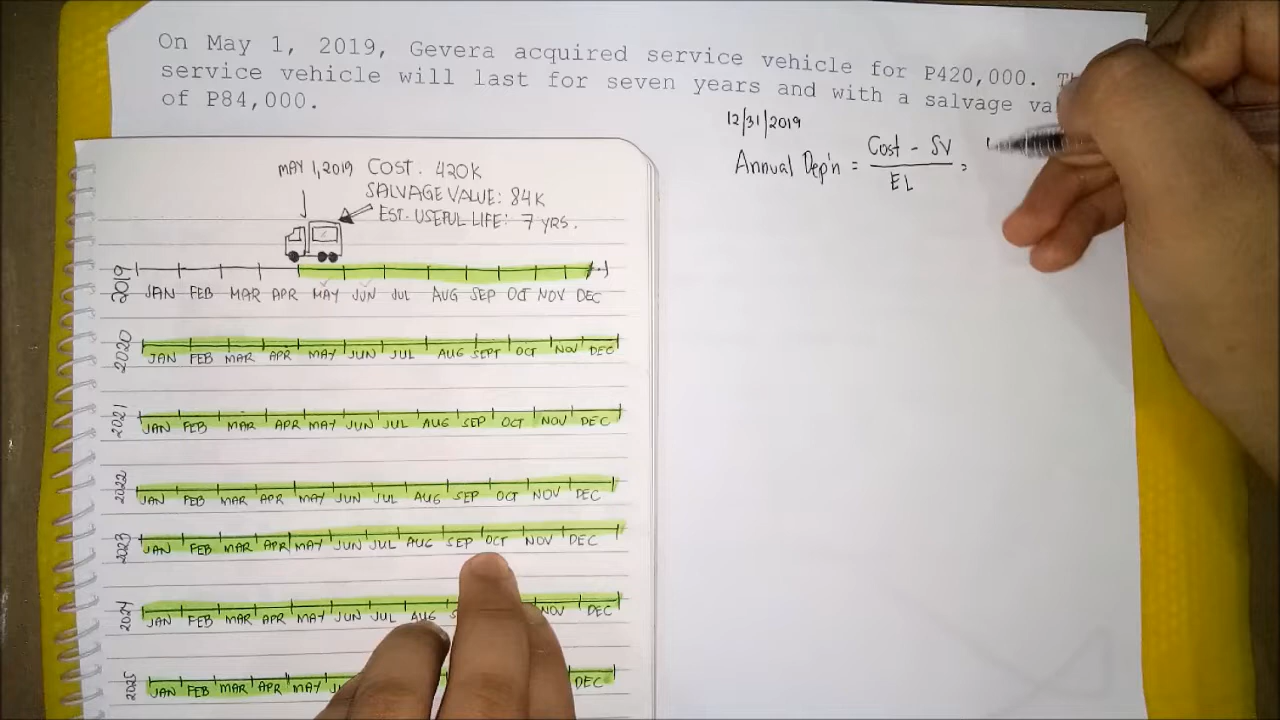 On May 1, 2019, Gevera acquired service vehicle for P420,000.
service vehicle will last for seven years and with a salvage
of P84,000.
12/31/2019
Annual Dep'n = Cost - SV
EL =
MAY 1, 2019 COST. 420K
SALVAGE VALUE: 84K
EST. USEFUL LIFE: 7 YRS.
2019
JAN FEB MAR APR MAY JUN JUL AUG SEP OCT NOV DEC
2020
JAN FEB MAR APR MAY JUN JUL AUG SEPT OCT NOV DEC
2021
JAN FEB MAR APR MAY JUN JUL AUG SEP OCT NOV DEC
2022
JAN FEB MAR APR MAY JUN JUL AUG SEP OCT NOV DEC
2023
JAN FEB MAR APR MAY JUN JUL AUG SEP OCT NOV DEC
2024
JAN FEB MAR APR MAY JUN JUL AUG NOV DEC
2025
JAN FEB MAR APR MAY DEC